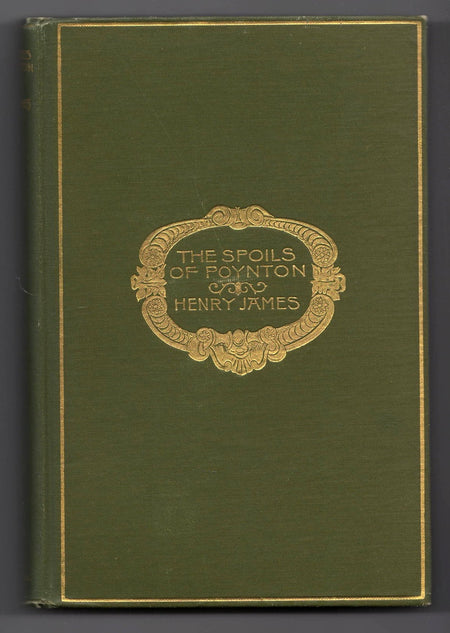 THE SPOILS
OF POYNTON
HENRY JAMES